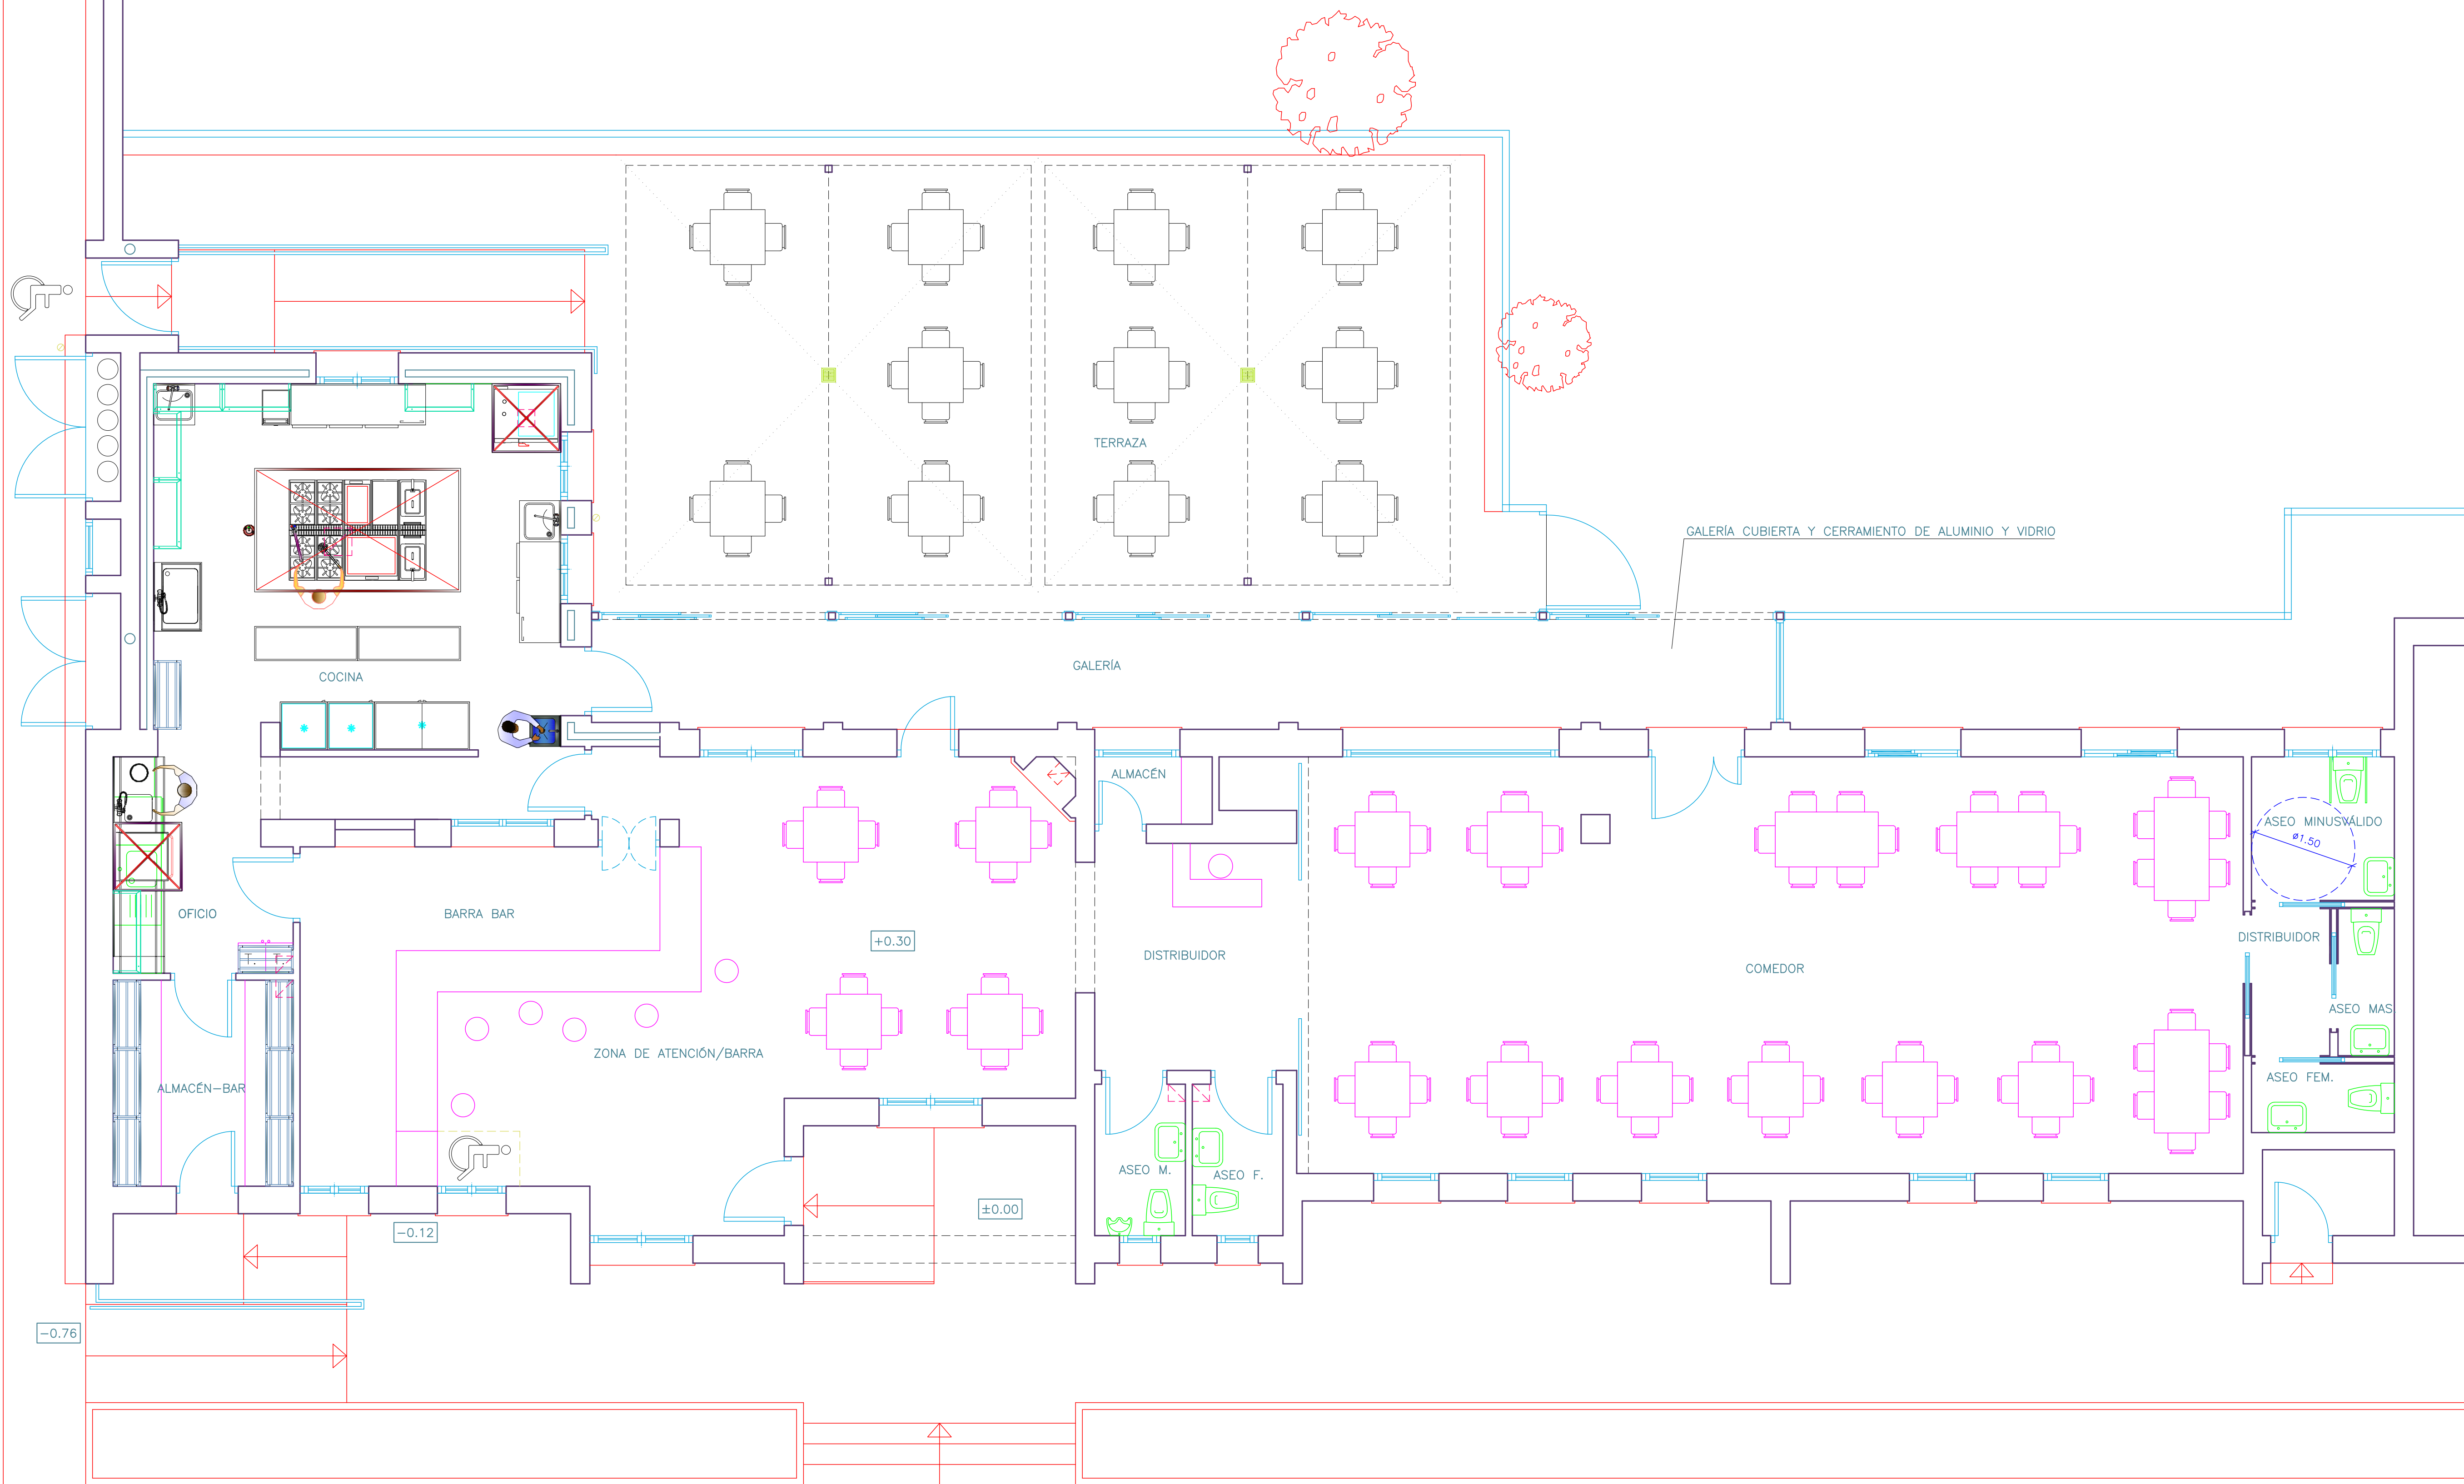 TERRAZA
GALERÍA CUBIERTA Y CERRAMIENTO DE ALUMINIO Y VIDRIO
GALERÍA
COCINA
ALMACÉN
ASEO MINUSVÁLIDO
Ø1.50
OFICIO
BARRA BAR
+0.30
DISTRIBUIDOR
COMEDOR
DISTRIBUIDOR
T. T.
ASEO MAS
ZONA DE ATENCIÓN/BARRA
ALMACÉN-BAR
ASEO FEM.
ASEO M.
ASEO F.
±0.00
-0.12
-0.76